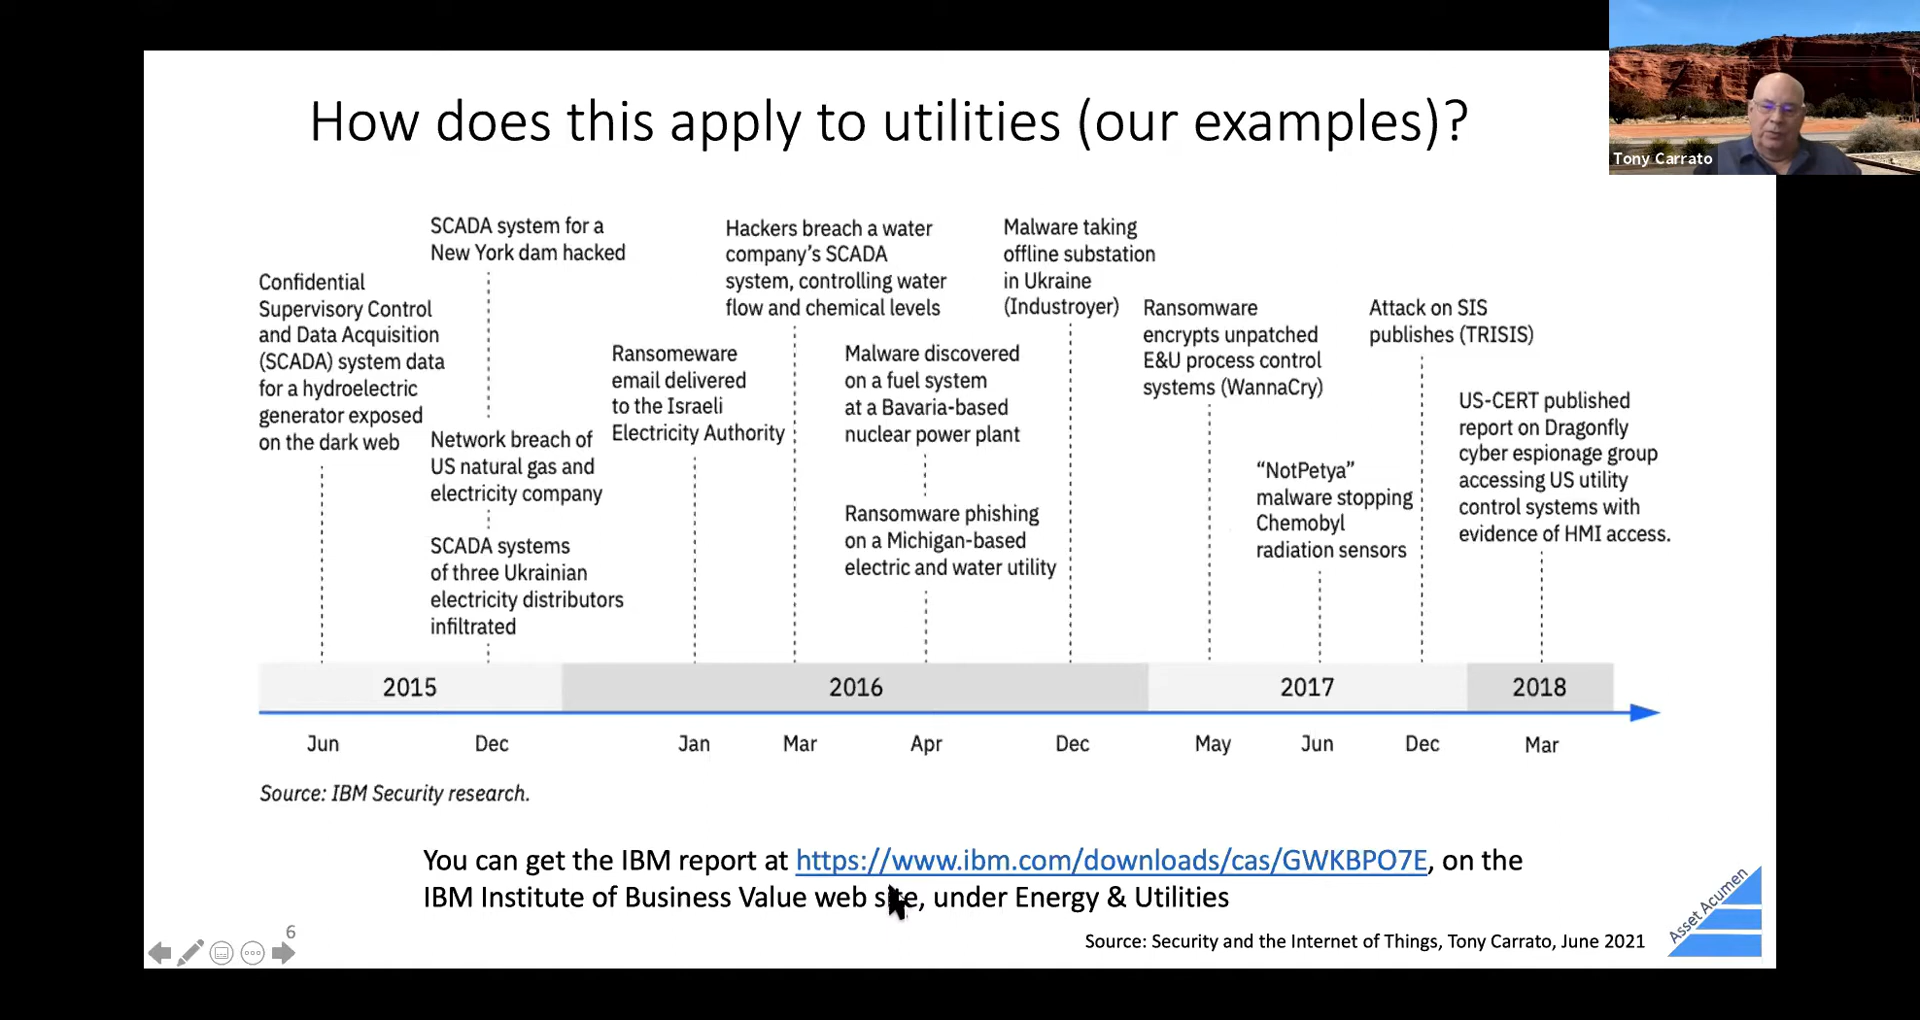 How does this apply to utilities (our examples)?
Tony Carrato
Confidential
Supervisory Control
and Data Acquisition
(SCADA) system data
for a hydroelectric
generator exposed
on the dark web
SCADA system for a
New York dam hacked
Network breach of
US natural gas and
electricity company
SCADA systems
of three Ukrainian
electricity distributors
infiltrated
Ransomeware
email delivered
to the Israeli
Electricity Authority
Hackers breach a water
company's SCADA
system, controlling water
flow and chemical levels
Malware discovered
on a fuel system
at a Bavaria-based
nuclear power plant
Ransomware phishing
on a Michigan-based
electric and water utility
Malware taking
offline substation
in Ukraine
(Industroyer)
Ransomware
encrypts unpatched
E&U process control
systems (WannaCry)
“NotPetya”
malware stopping
Chemobyl
radiation sensors
Attack on SIS
publishes (TRISIS)
US-CERT published
report on Dragonfly
cyber espionage group
accessing US utility
control systems with
evidence of HMI access.
2015 2016 2017 2018
Jun Dec Jan Mar Apr Dec May Jun Dec Mar
Source: IBM Security research.
You can get the IBM report at https://www.ibm.com/downloads/cas/GWKBPO7E, on the
IBM Institute of Business Value web site, under Energy & Utilities
6
Source: Security and the Internet of Things, Tony Carrato, June 2021
Asset Acumen